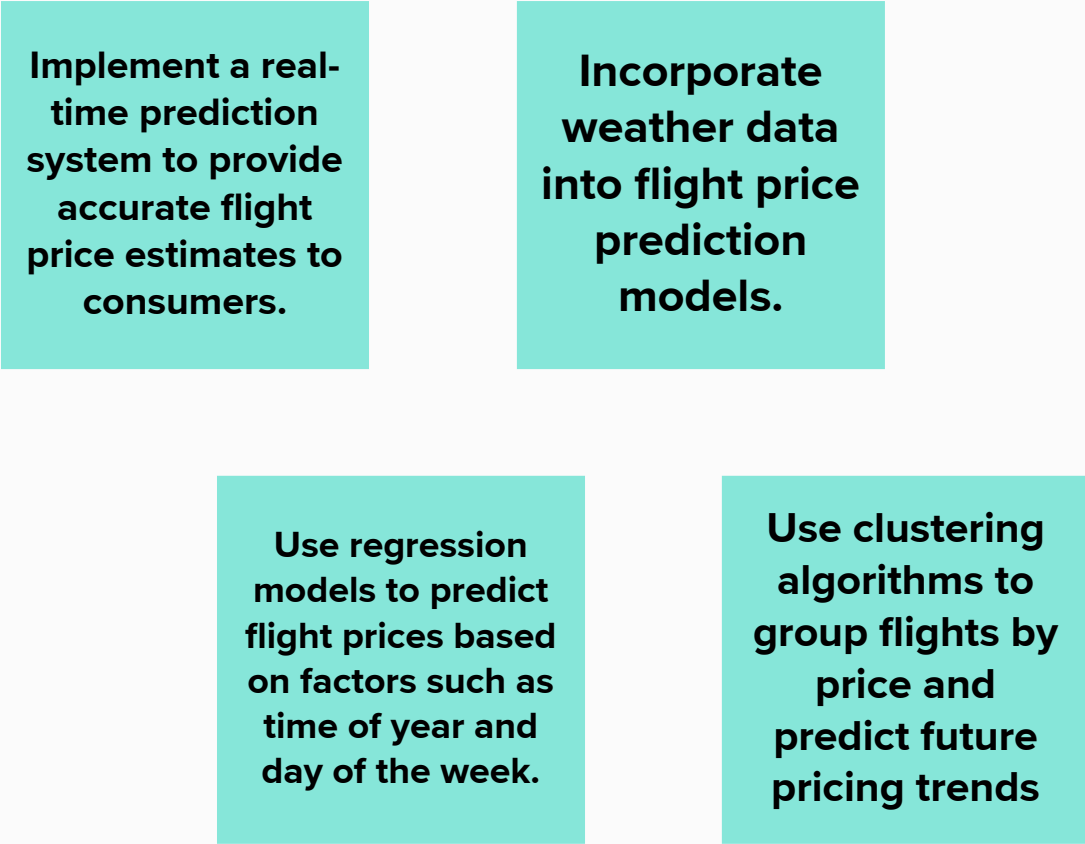 Implement a real-
time prediction
system to provide
accurate flight
price estimates to
consumers.
Incorporate
weather data
into flight price
prediction
models.
Use regression
models to predict
flight prices based
on factors such as
time of year and
day of the week.
Use clustering
algorithms to
group flights by
price and
predict future
pricing trends